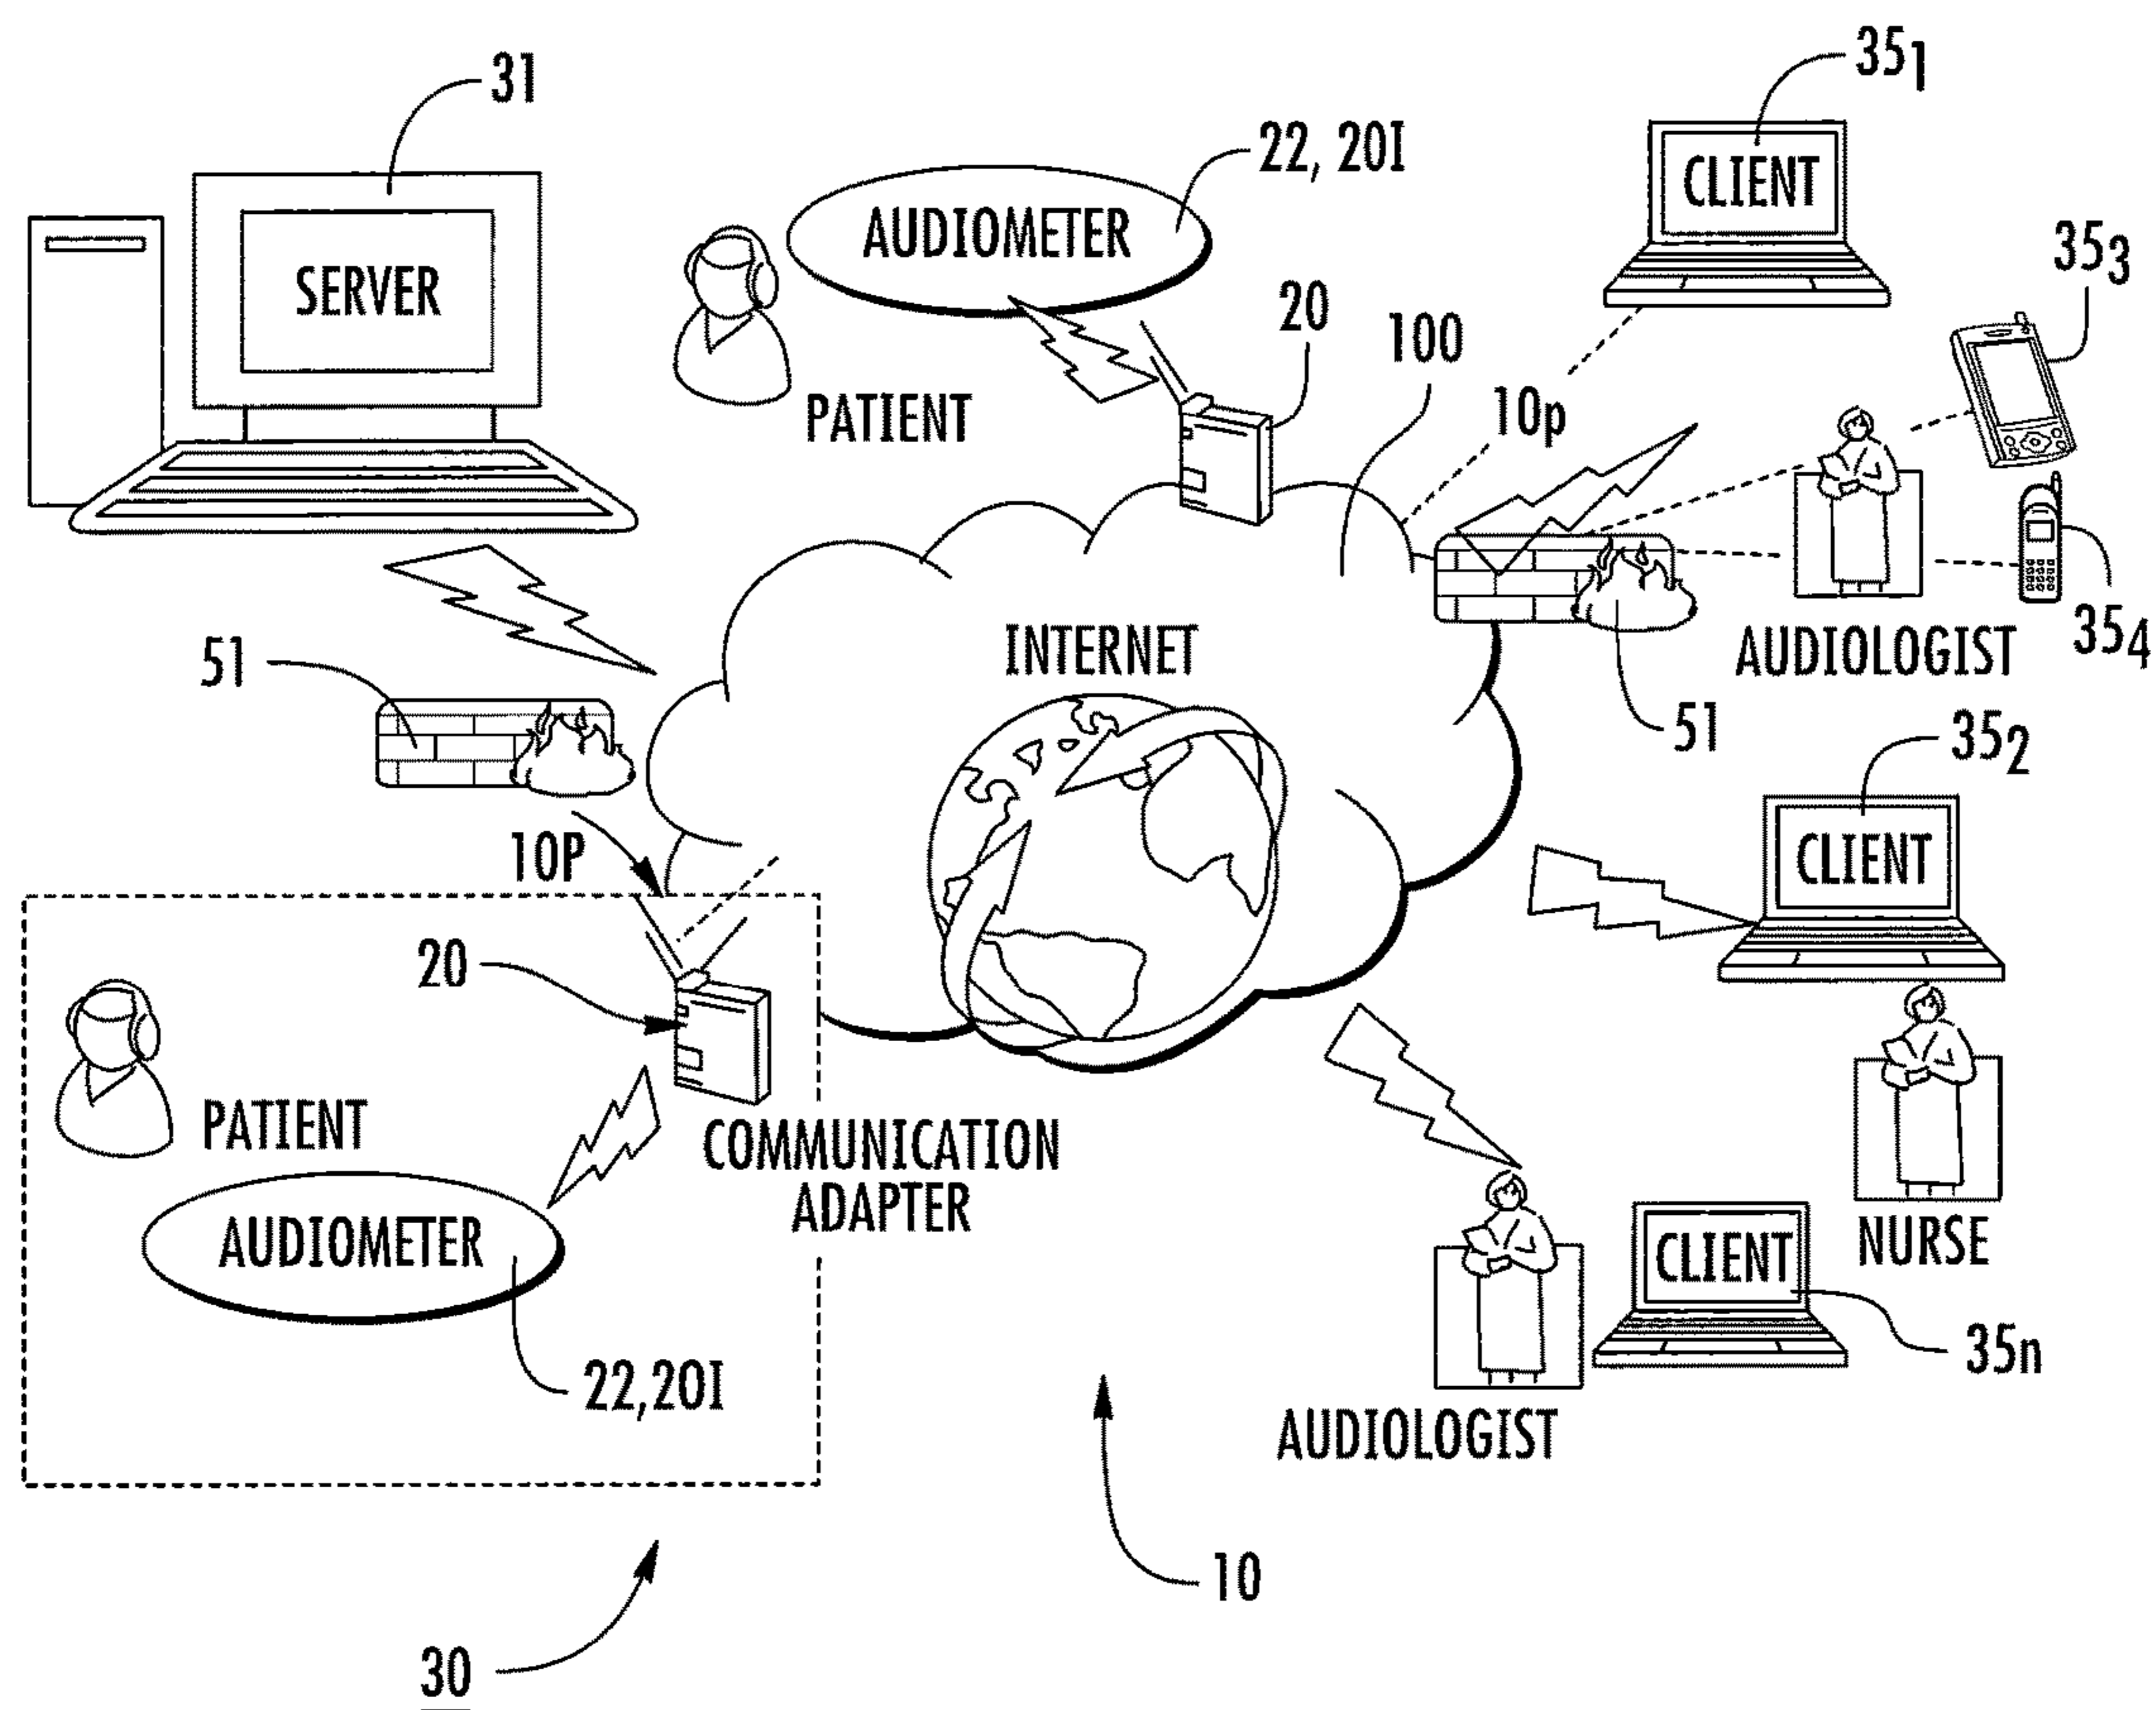 31
SERVER
22, 20I
AUDIOMETER
PATIENT
20
100
10p
35₁
CLIENT
35₃
35₄
AUDIOLOGIST
51
INTERNET
51
10P
35₂
CLIENT
NURSE
20
PATIENT
COMMUNICATION
ADAPTER
AUDIOMETER
22,20I
CLIENT
35n
AUDIOLOGIST
10
30